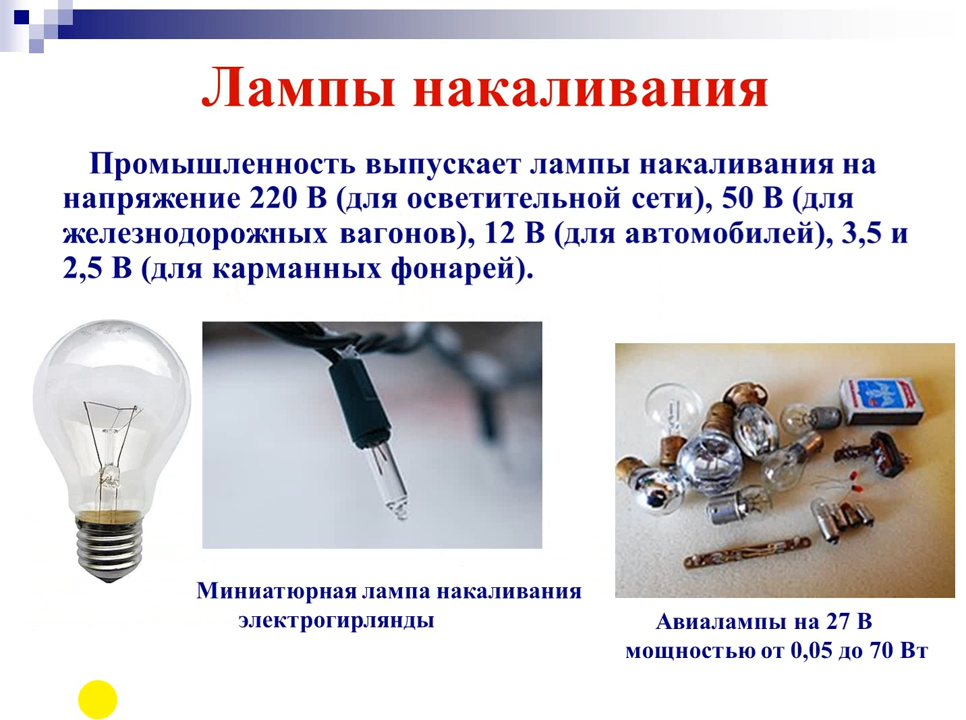 Лампы накаливания
Промышленность выпускает лампы накаливания на
напряжение 220 В (для осветительной сети), 50 В (для
железнодорожных вагонов), 12 В (для автомобилей), 3,5 и
2,5 В (для карманных фонарей).
Миниатюрная лампа накаливания
электрогирлянды
Авиалампы на 27 В
мощностью от 0,05 до 70 Вт